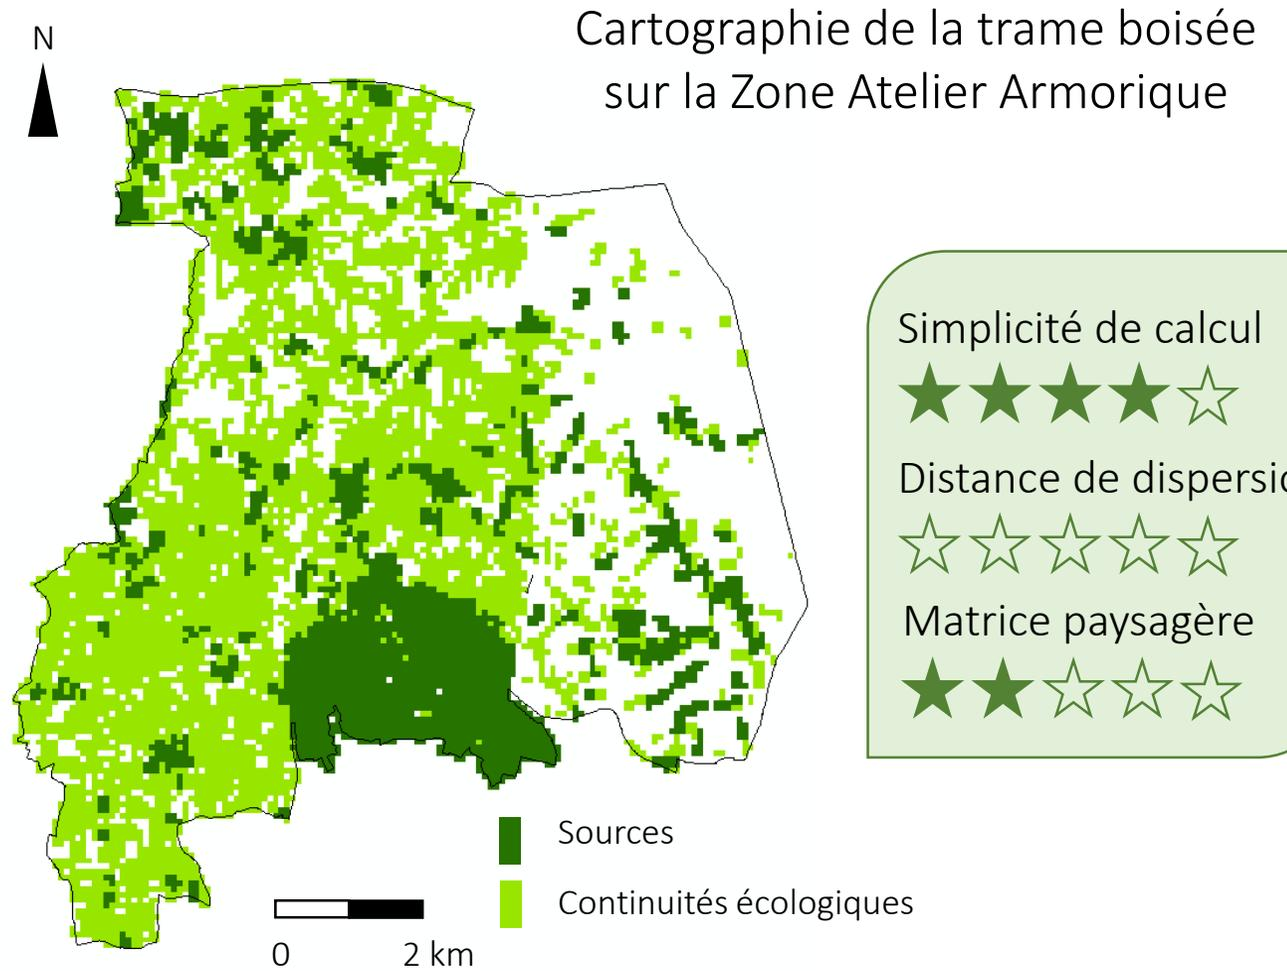 N
Cartographie de la trame boisée
sur la Zone Atelier Armorique
Simplicité de calcul
Distance de dispersio
Matrice paysagère
Sources
Continuités écologiques
0 2 km